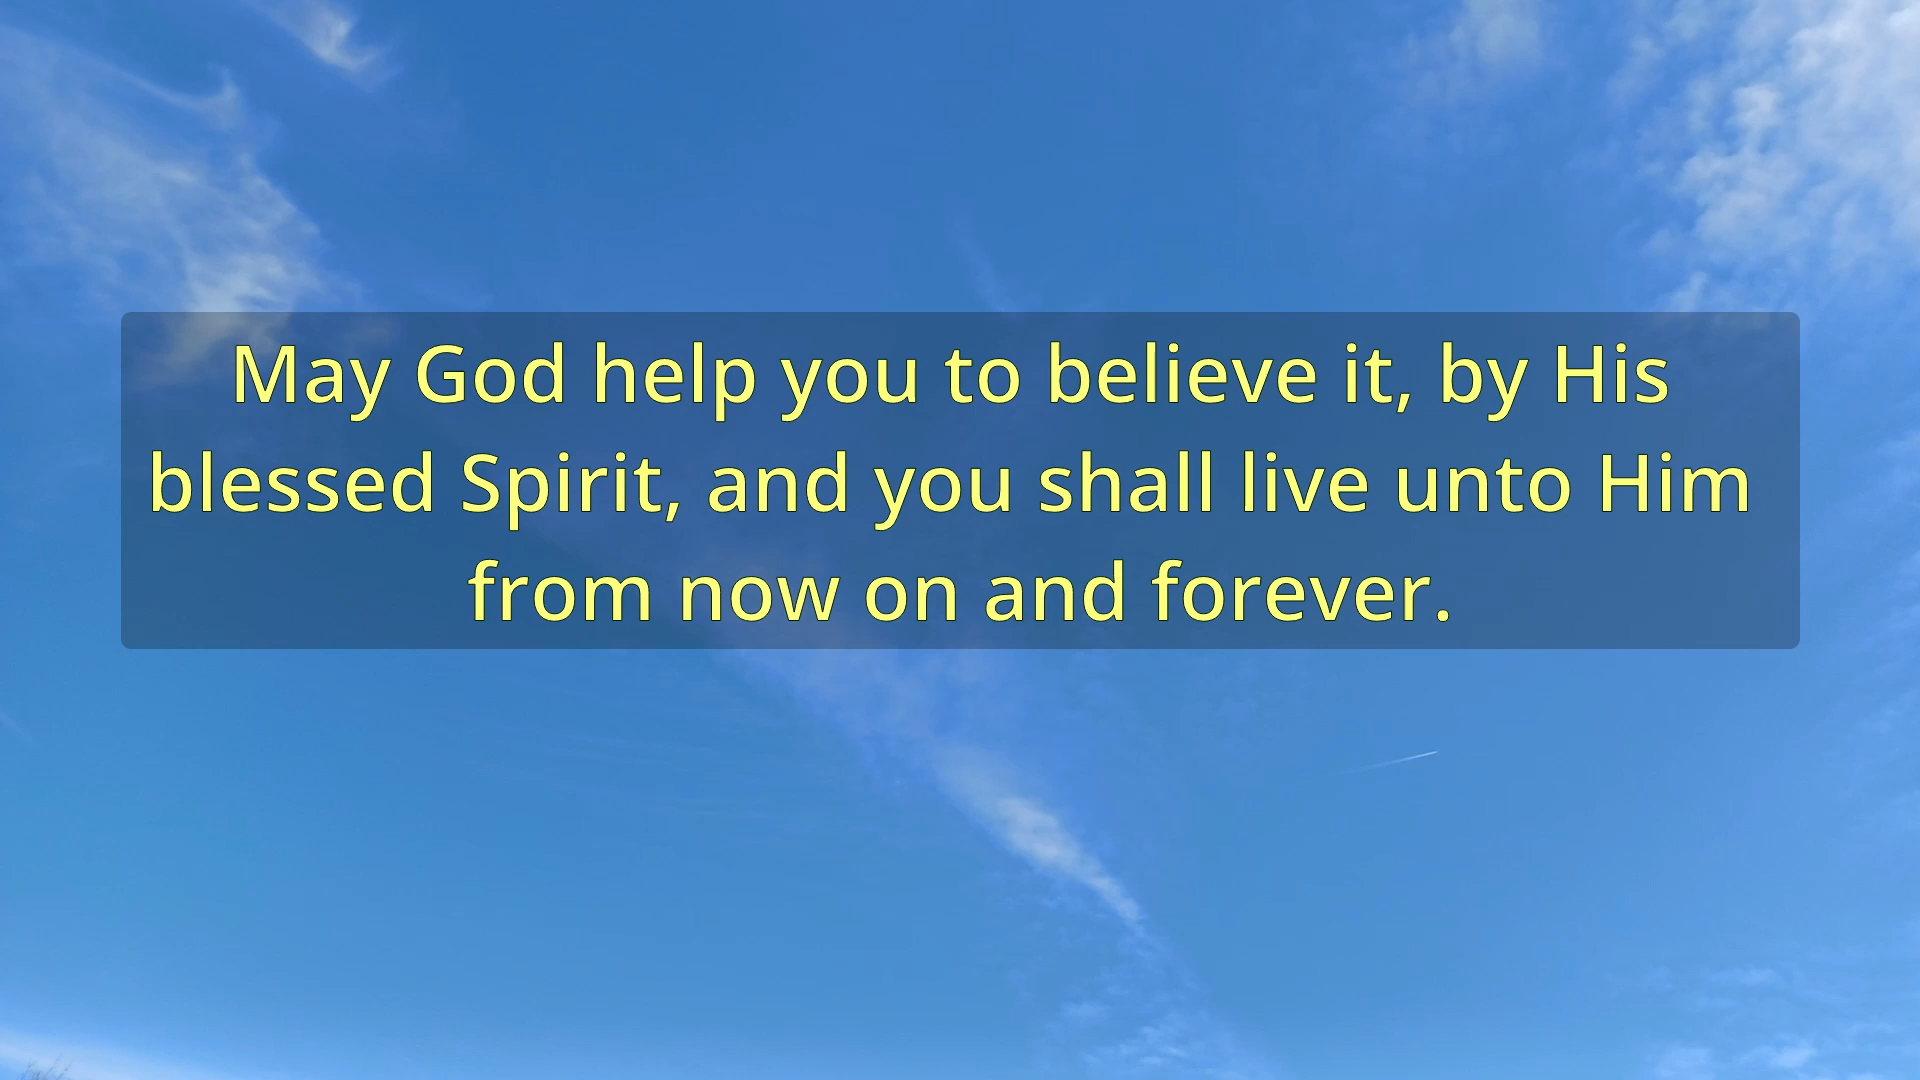 May God help you to believe it, by His
blessed Spirit, and you shall live unto Him
from now on and forever.